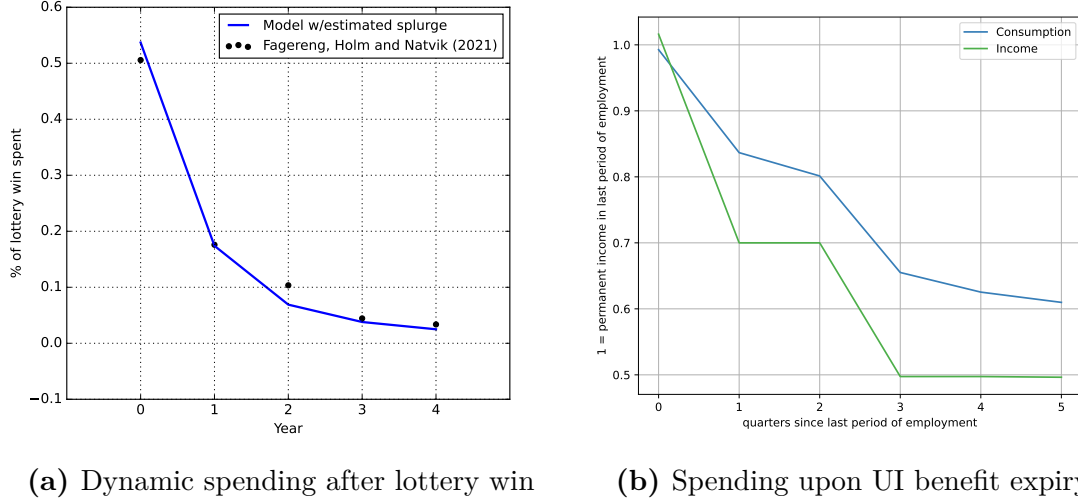 0.6
0.5
0.4
0.3
0.2
0.1
0.0
−0.1
% of lottery win spent
Model w/estimated splurge
Fagereng, Holm and Natvik (2021)
0 1 2 3 4
Year
(a) Dynamic spending after lottery win
1.0
0.9
0.8
0.7
0.6
0.5
1 = permanent income in last period of employment
Consumption
Income
0 1 2 3 4 5
quarters since last period of employment
(b) Spending upon UI benefit expiry